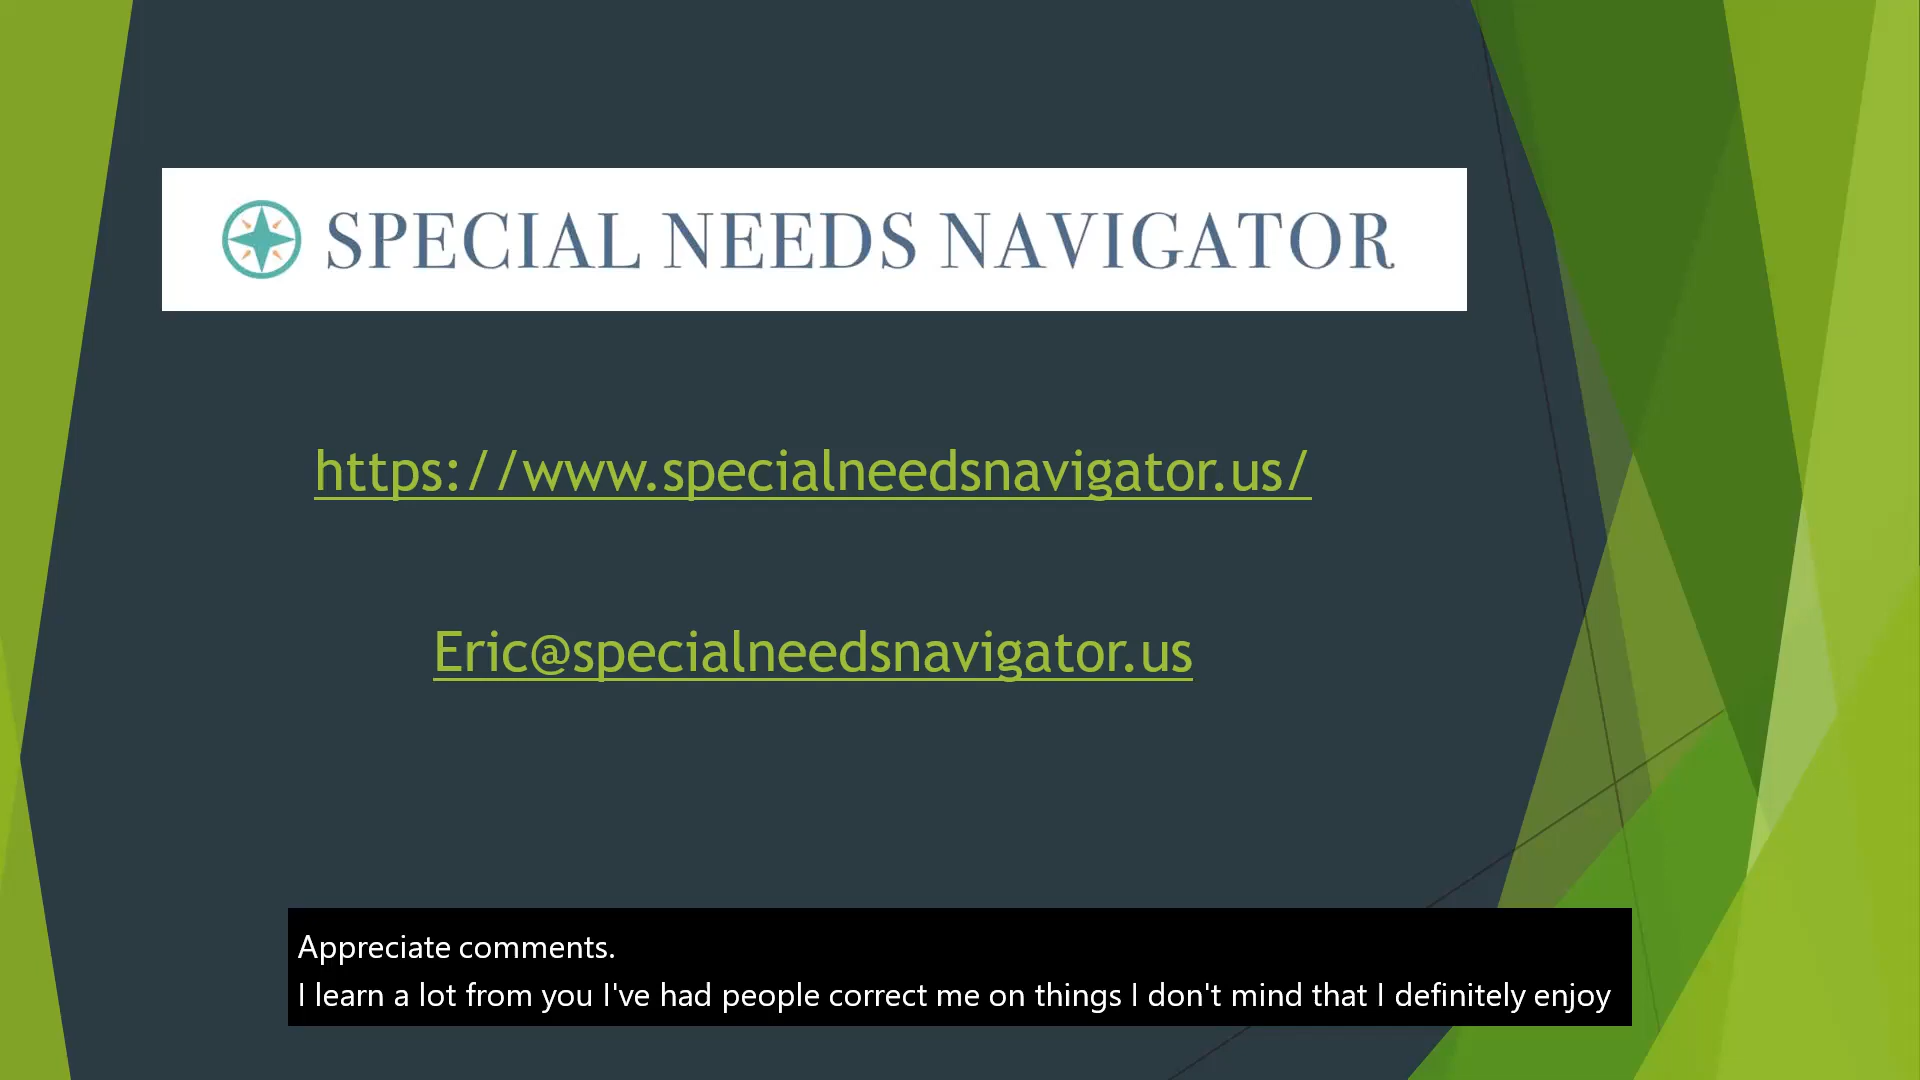 SPECIAL NEEDS NAVIGATOR
https://www.specialneedsnavigator.us/
Eric@specialneedsnavigator.us
Appreciate comments.
I learn a lot from you I've had people correct me on things I don't mind that I definitely enjoy